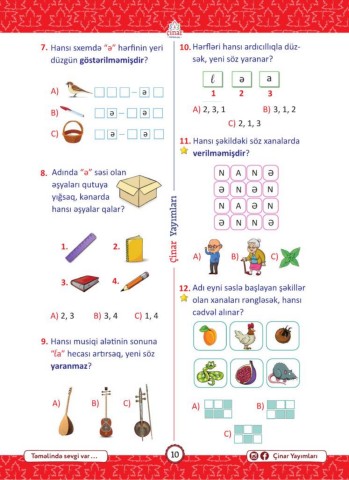 çinar
7. Hansı sxemdə "ə" hərfinin yeri
düzgün göstərilməmişdir?
A) ə
B) ə ə
C) ə ə
8. Adında "ə" səsi olan
əşyaları qutuya
yığsaq, kənarda
hansı əşyalar qalar?
1. 2.
3. 4.
A) 2, 3 B) 3, 4 C) 1, 4
9. Hansı musiqi alətinin sonuna
"la" hecası artırsaq, yeni söz
yaranmaz?
A) B) C)
Çinar Yayımları
10. Hərfləri hansı ardıcıllıqla düz-
sək, yeni söz yaranar?
l ə a
1 2 3
A) 2, 3, 1 B) 3, 1, 2
C) 2, 1, 3
11. Hansı şəkildəki söz xanalarda
verilməmişdir?
N A N Ə
Ə N Ə N
A A Ə N
Ə N N Ə
A) B) C)
12. Adı eyni səslə başlayan şəkillər
olan xanaları rəngləsək, hansı
cədvəl alınar?
A) B)
C)
Təməlində sevgi var ...
10
Çinar Yayımları